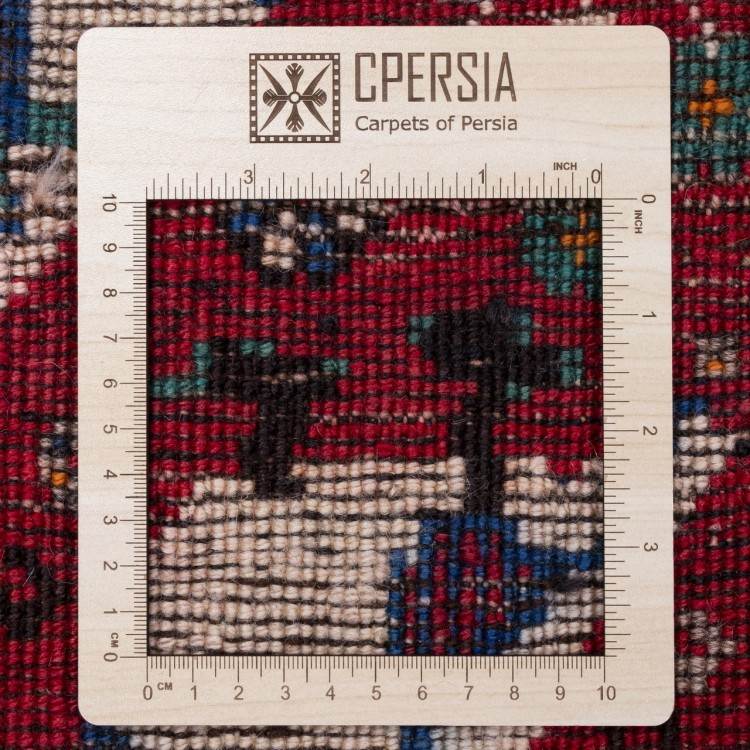 CPERSIA
Carpets of Persia
INCH
3 2 1 0
10 9 8 7 6 5 4 3 2 1 0 CM
0 INCH 1 2 3
0 CM 1 2 3 4 5 6 7 8 9 10